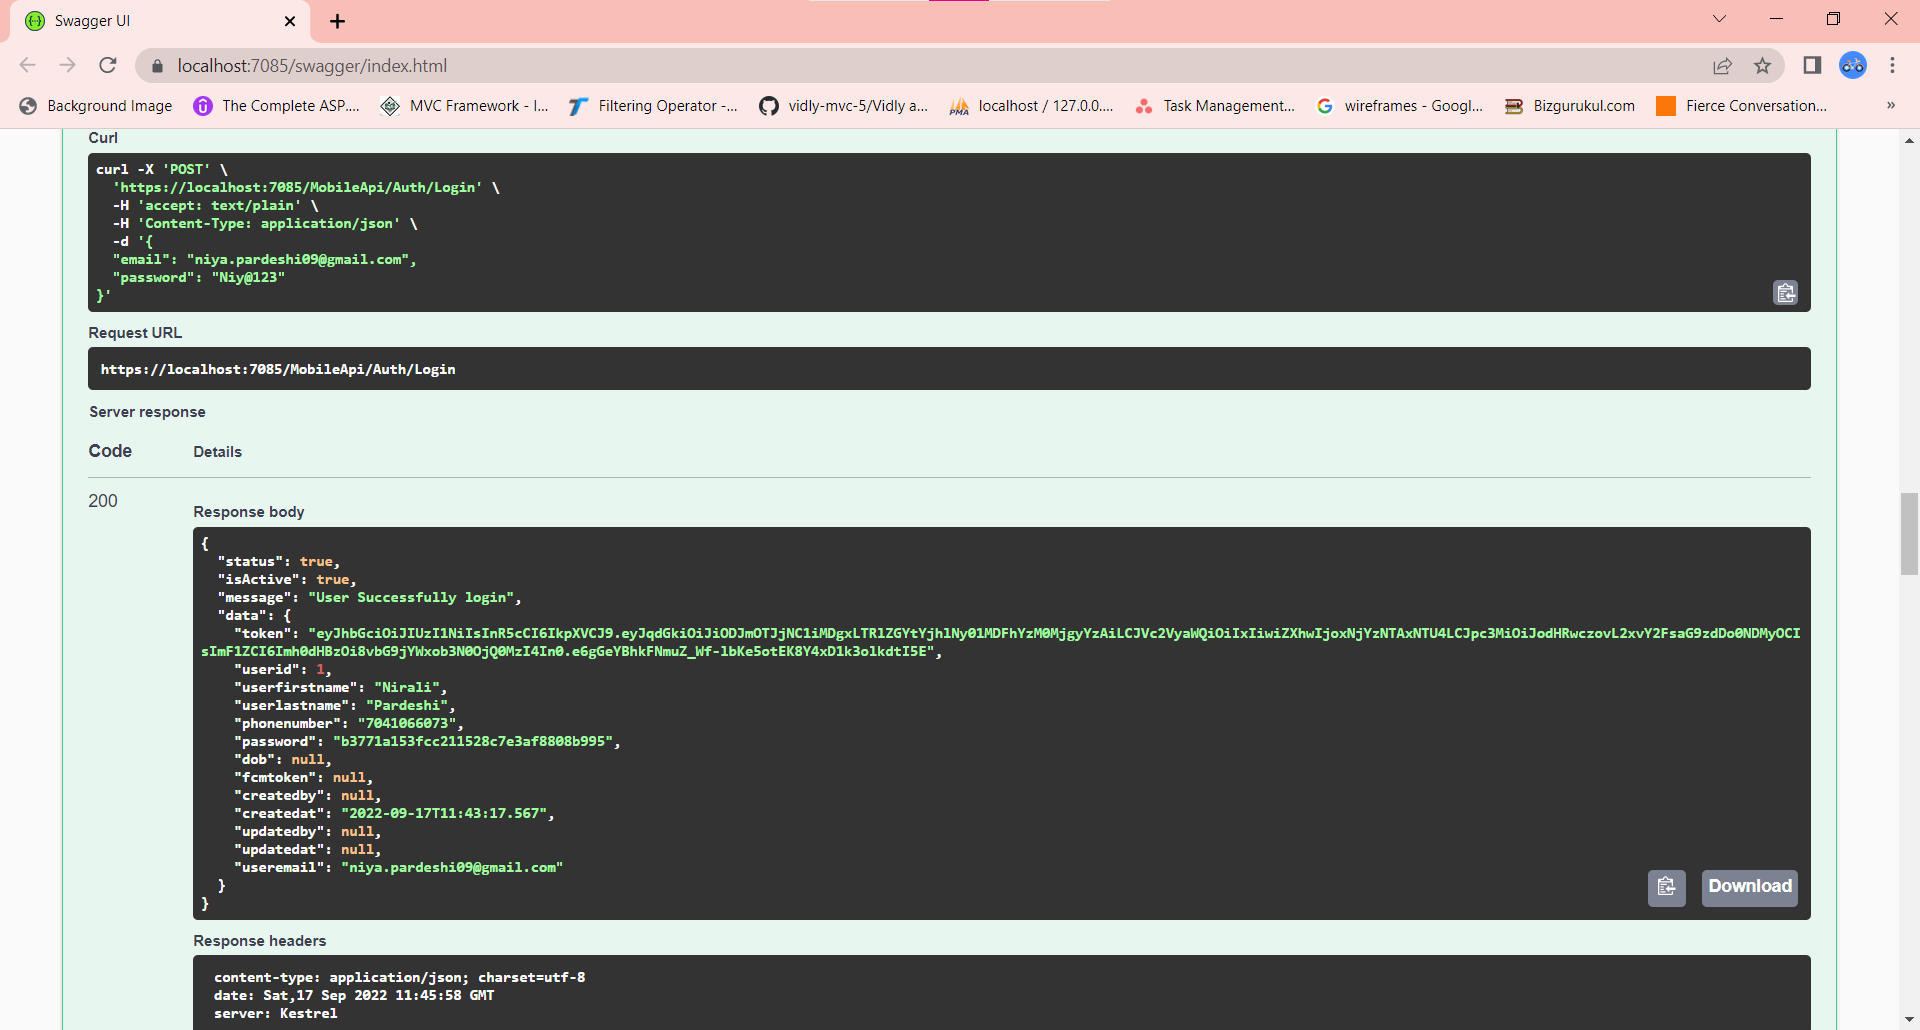 Swagger UI
localhost:7085/swagger/index.html
Background Image
The Complete ASP....
MVC Framework - I...
Filtering Operator -...
vidly-mvc-5/Vidly a...
PMA
localhost / 127.0.0....
Task Management...
wireframes - Googl...
Bizgurukul.com
Fierce Conversation...
»
Curl
curl -X 'POST' \
'https://localhost:7085/MobileApi/Auth/Login' \
-H 'accept: text/plain' \
-H 'Content-Type: application/json' \
-d '{
"email": "niya.pardeshi09@gmail.com",
"password": "Niy@123"
}'
Request URL
https://localhost:7085/MobileApi/Auth/Login
Server response
Code Details
200
Response body
{
"status": true,
"isActive": true,
"message": "User Successfully login",
"data": {
"token": "eyJhbGciOiJIUzI1NiIsInR5cCI6IkpXVCJ9.eyJqdGkiOiJiODJmOTJjNC1iMDgxLTRlZGYtYjhlNy01MDFhYzM0MjgyYzAiLCJVc2VyaWQiOiIxIiwiZXhwIjoxNjYzNTAxNTU4LCJpc3MiOiJodHRwczovL2xvY2FsaG9zdDo0NDMyOCI
sImF1ZCI6Imh0dHBzOi8vbG9jYWxob3N0OjQ0MzI4In0.e6gGeYBhkFNmuZ_Wf-lbKe5otEK8Y4xD1k3olkdtI5E",
"userid": 1,
"userfirstname": "Nirali",
"userlastname": "Pardeshi",
"phonenumber": "7041066073",
"password": "b3771a153fcc211528c7e3af8808b995",
"dob": null,
"fcmtoken": null,
"createdby": null,
"createdat": "2022-09-17T11:43:17.567",
"updatedby": null,
"updatedat": null,
"useremail": "niya.pardeshi09@gmail.com"
}
}
Download
Response headers
content-type: application/json; charset=utf-8
date: Sat,17 Sep 2022 11:45:58 GMT
server: Kestrel